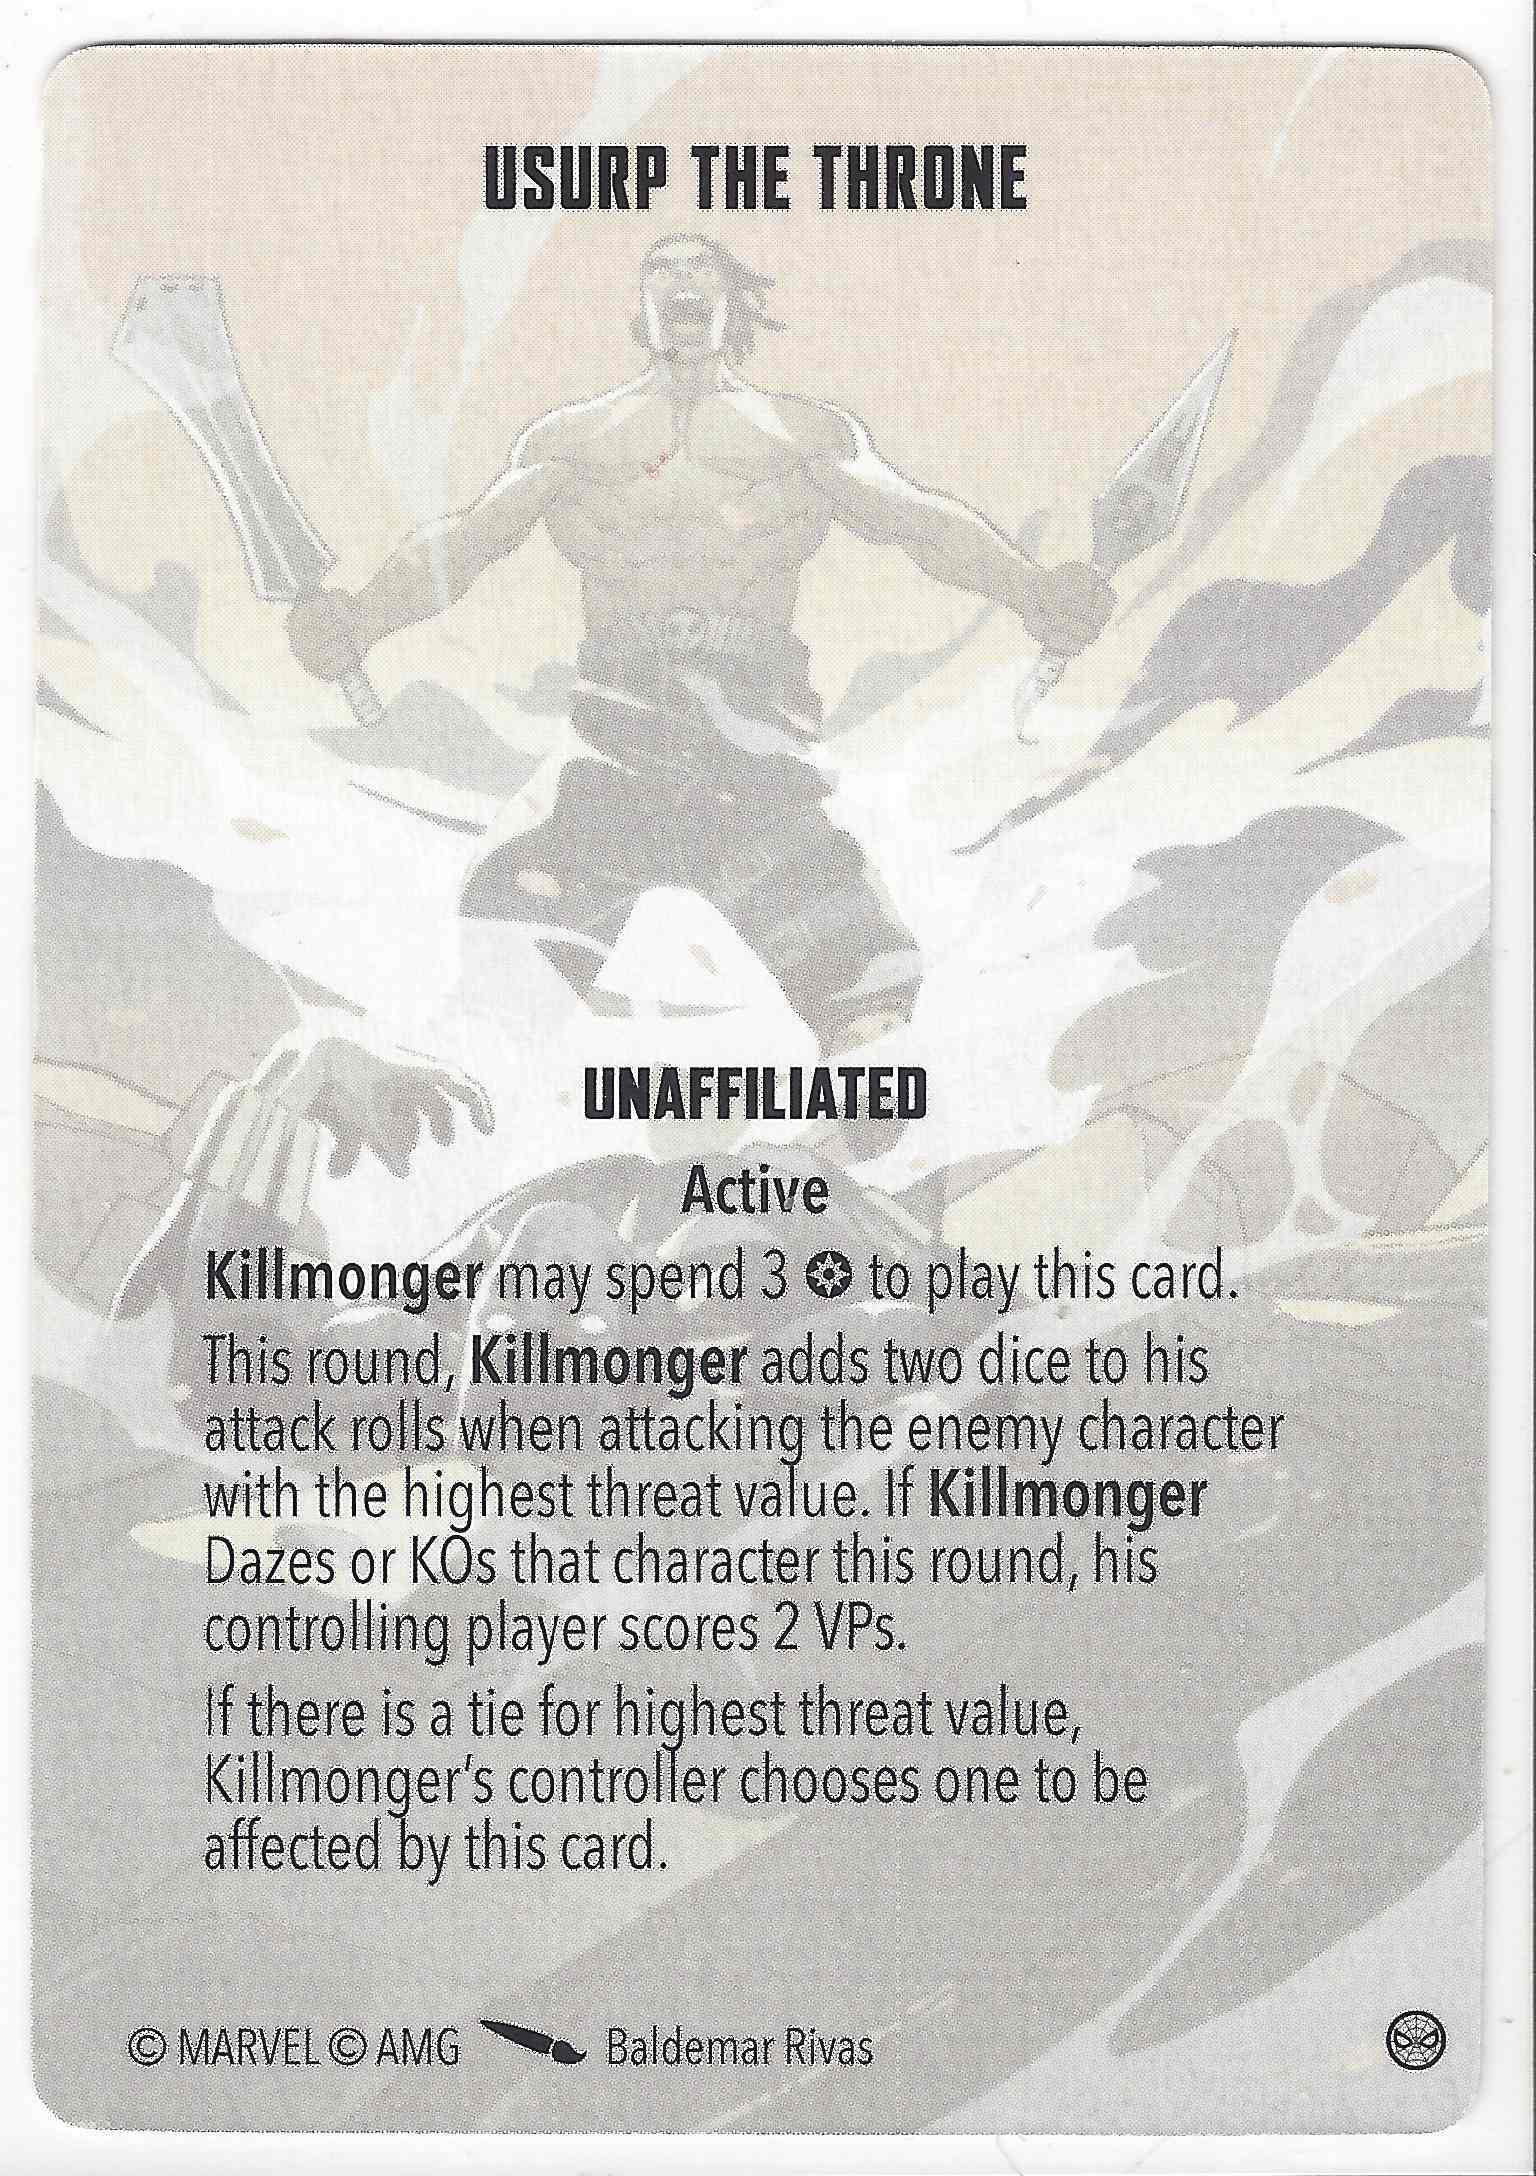 USURP THE THRONE
UNAFFILIATED
Active
Killmonger may spend 3 to play this card.
This round, Killmonger adds two dice to his
attack rolls when attacking the enemy character
with the highest threat value. If Killmonger
Dazes or KOs that character this round, his
controlling player scores 2 VPs.
If there is a tie for highest threat value,
Killmonger's controller chooses one to be
affected by this card.
© MARVEL © AMG Baldemar Rivas